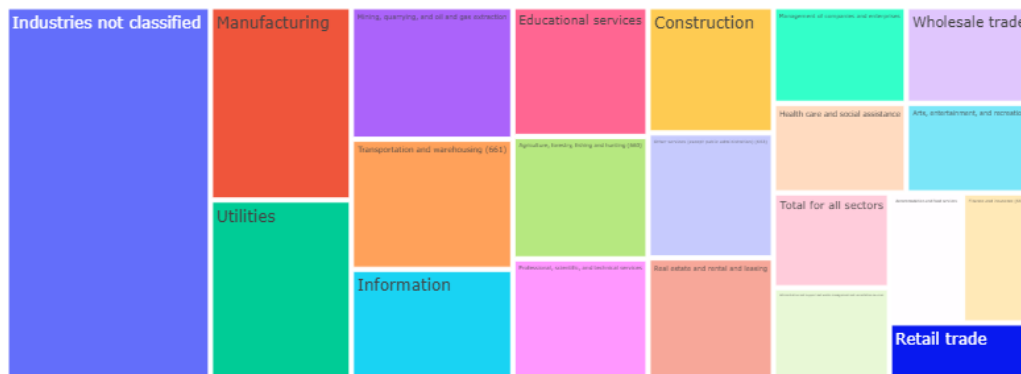 Industries not classified
Manufacturing
Utilities
Mining, quarrying, and oil and gas extraction
Transportation and warehousing (661)
Information
Educational services
Agriculture, forestry, fishing and hunting
Professional, scientific, and technical services
Construction
Real estate and rental and leasing
Management of companies and enterprises
Wholesale trade
Health care and social assistance
Arts, entertainment, and recreatio
Total for all sectors
Retail trade